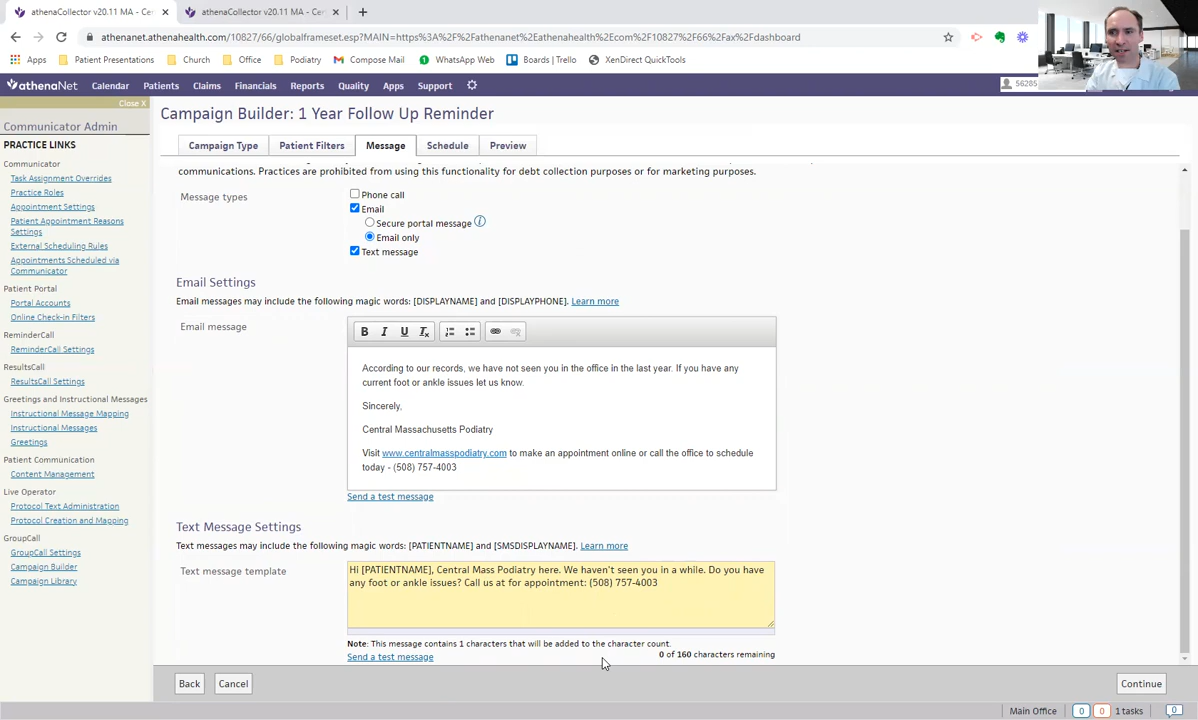 athenaCollector v20.11 MA - Cer
athenaCollector v20.11 MA - Cer
athenanet.athenahealth.com/10827/66/globalframeset.esp?MAIN=https%3A%2F%2Fathenanet%2Eathenahealth%2Ecom%2F10827%2F66%2Fax%2Fdashboard
Apps
Patient Presentations
Church
Office
Podiatry
Compose Mail
WhatsApp Web
Boards | Trello
XenDirect QuickTools
athenaNet
Calendar
Patients
Claims
Financials
Reports
Quality
Apps
Support
56285
Close X
Communicator Admin
PRACTICE LINKS
Communicator
Task Assignment Overrides
Practice Roles
Appointment Settings
Patient Appointment Reasons
Settings
External Scheduling Rules
Appointments Scheduled via
Communicator
Patient Portal
Portal Accounts
Online Check-in Filters
ReminderCall
ReminderCall Settings
ResultsCall
ResultsCall Settings
Greetings and Instructional Messages
Instructional Message Mapping
Instructional Messages
Greetings
Patient Communication
Content Management
Live Operator
Protocol Text Administration
Protocol Creation and Mapping
GroupCall
GroupCall Settings
Campaign Builder
Campaign Library
Campaign Builder: 1 Year Follow Up Reminder
Campaign Type
Patient Filters
Message
Schedule
Preview
communications. Practices are prohibited from using this functionality for debt collection purposes or for marketing purposes.
Message types
Phone call
Email
Secure portal message
Email only
Text message
Email Settings
Email messages may include the following magic words: [DISPLAYNAME] and [DISPLAYPHONE]. Learn more
Email message
B I U Tx
According to our records, we have not seen you in the office in the last year. If you have any
current foot or ankle issues let us know.
Sincerely,
Central Massachusetts Podiatry
Visit www.centralmasspodiatry.com to make an appointment online or call the office to schedule
today - (508) 757-4003
Send a test message
Text Message Settings
Text messages may include the following magic words: [PATIENTNAME] and [SMSDISPLAYNAME]. Learn more
Text message template
Hi [PATIENTNAME], Central Mass Podiatry here. We haven't seen you in a while. Do you have
any foot or ankle issues? Call us at for appointment: (508) 757-4003
Note: This message contains 1 characters that will be added to the character count.
Send a test message
0 of 160 characters remaining
Back
Cancel
Continue
Main Office
0
0
1 tasks
0